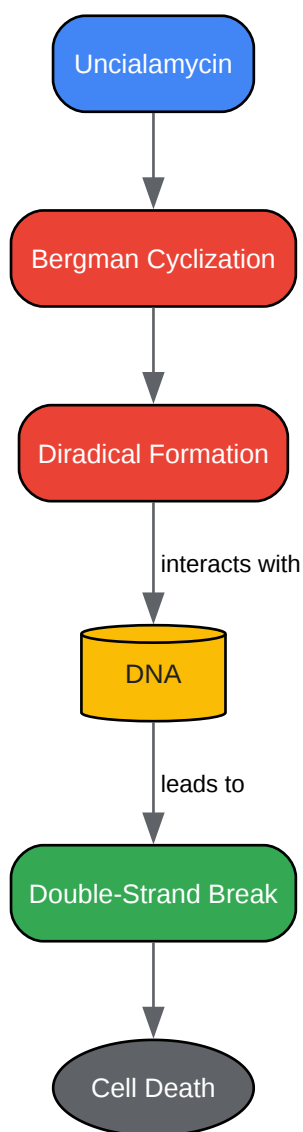 Uncialamycin
Bergman Cyclization
Diradical Formation
interacts with
DNA
leads to
Double-Strand Break
Cell Death